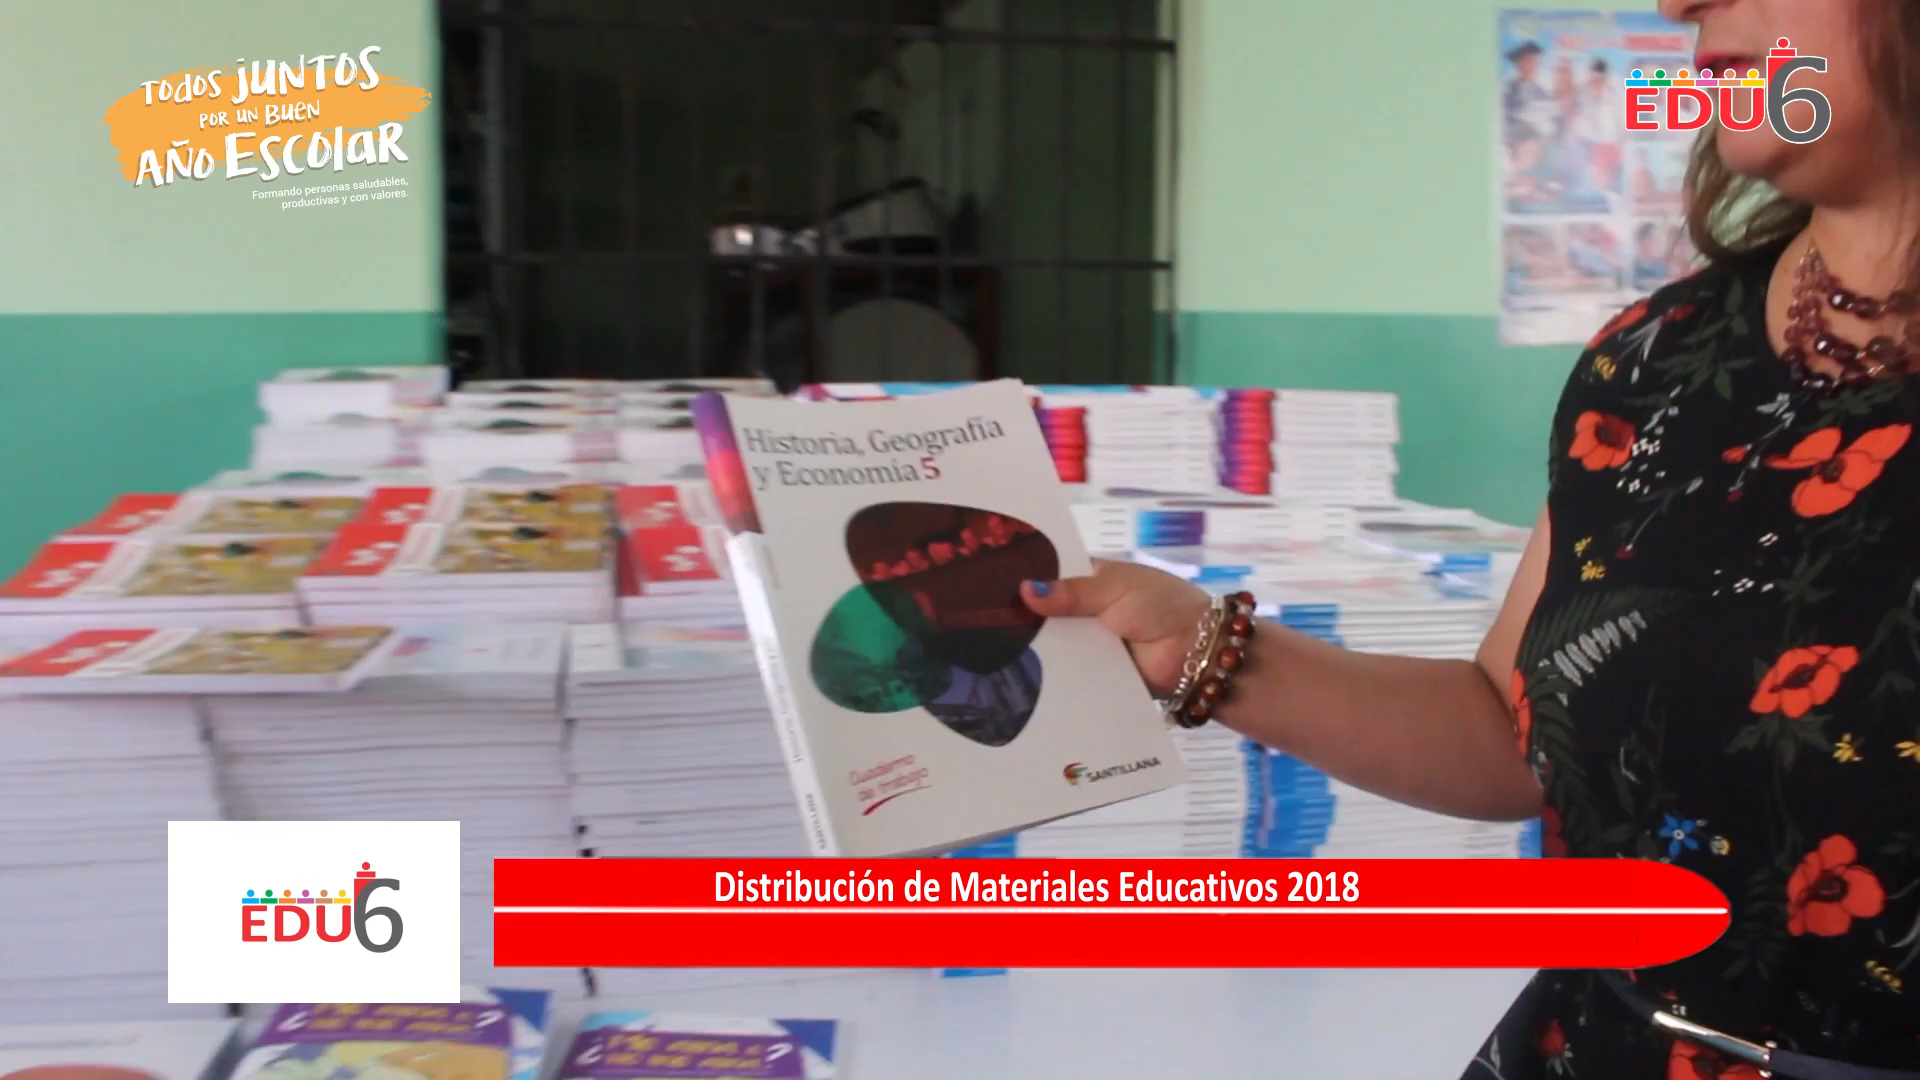 TODOS JUNTOS
POR UN BUEN
AÑO ESCOLAR
Formando personas saludables,
productivas y con valores.
EDU6
Historia, Geografía
y Economía 5
Cuaderno
de trabajo
SANTILLANA
EDU6
Distribución de Materiales Educativos 2018